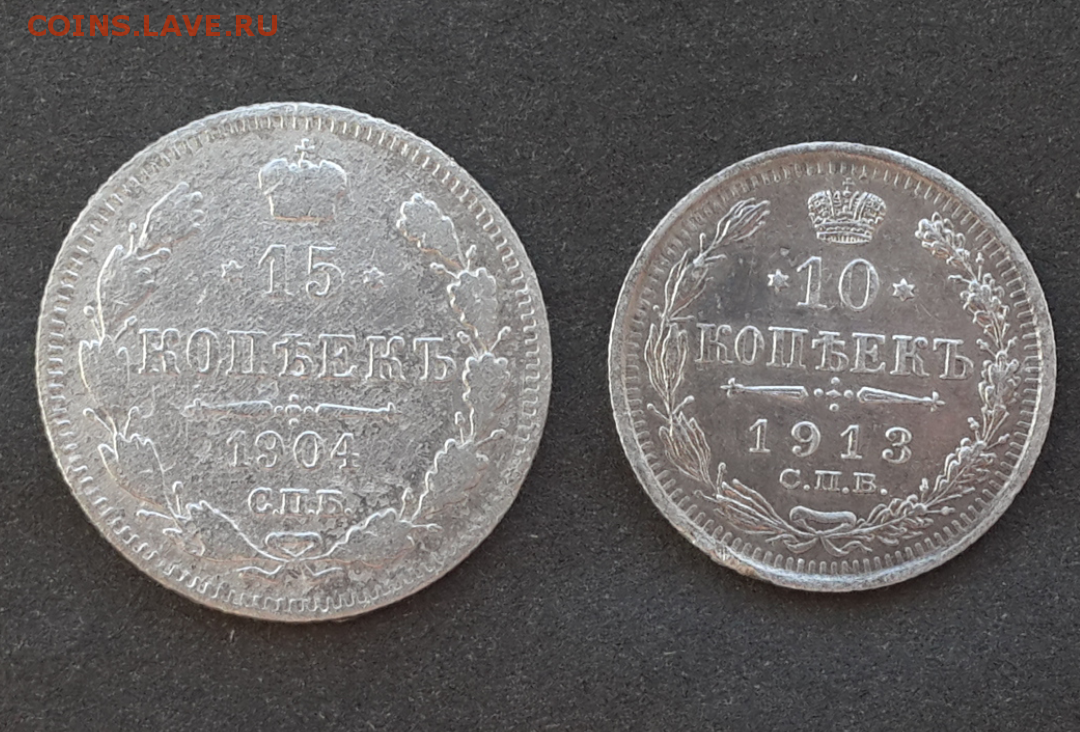 COINS.LAVE.RU
15
КОПѢЕКЪ
1904
С.П.Б.
10
КОПѢЕКЪ
1913
С.П.Б.